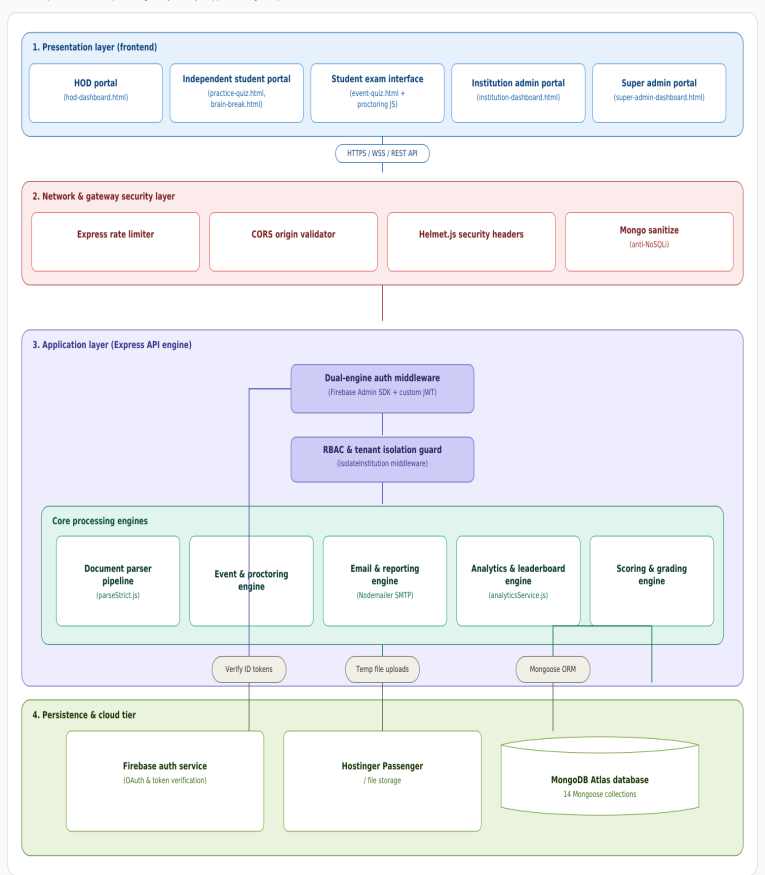 1. Presentation layer (frontend)
HOD portal
(hod-dashboard.html)
Independent student portal
(practice-quiz.html,
brain-break.html)
Student exam interface
(event-quiz.html +
proctoring JS)
Institution admin portal
(institution-dashboard.html)
Super admin portal
(super-admin-dashboard.html)
HTTPS / WSS / REST API
2. Network & gateway security layer
Express rate limiter
CORS origin validator
Helmet.js security headers
Mongo sanitize
(anti-NoSQLi)
3. Application layer (Express API engine)
Dual-engine auth middleware
(Firebase Admin SDK + custom JWT)
RBAC & tenant isolation guard
(isolateInstitution middleware)
Core processing engines
Document parser
pipeline
(parseStrict.js)
Event & proctoring
engine
Email & reporting
engine
(Nodemailer SMTP)
Analytics & leaderboard
engine
(analyticsService.js)
Scoring & grading
engine
Verify ID tokens
Temp file uploads
Mongoose ORM
4. Persistence & cloud tier
Firebase auth service
(OAuth & token verification)
Hostinger Passenger
/ file storage
MongoDB Atlas database
14 Mongoose collections